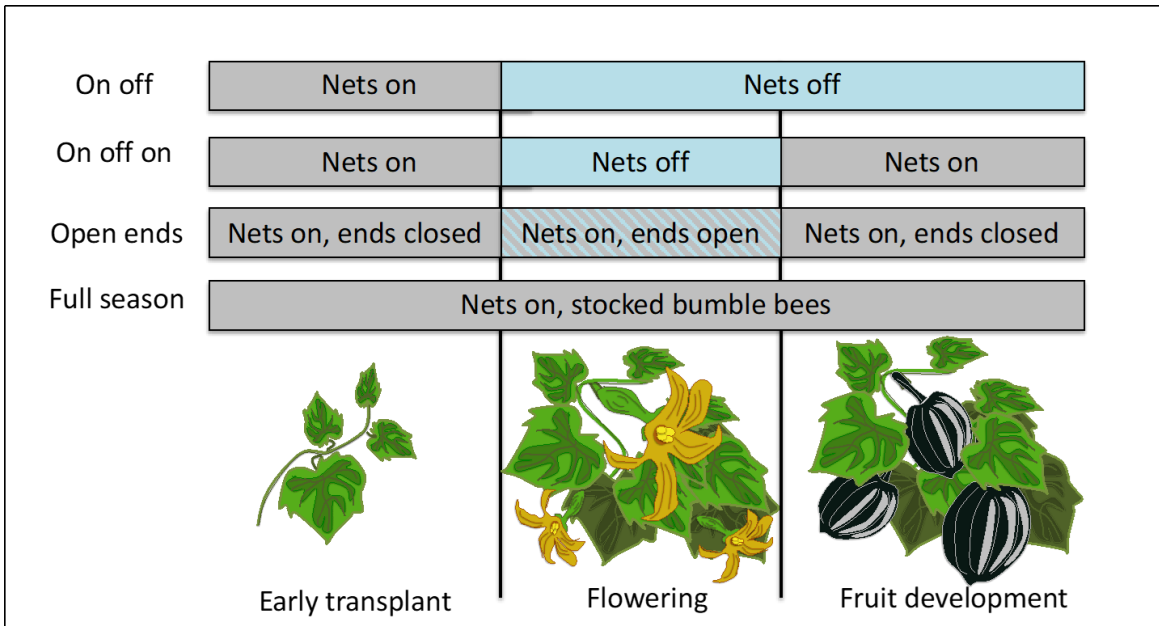 On off
Nets on
Nets off
On off on
Nets on
Nets off
Nets on
Open ends
Nets on, ends closed
Nets on, ends open
Nets on, ends closed
Full season
Nets on, stocked bumble bees
Early transplant
Flowering
Fruit development